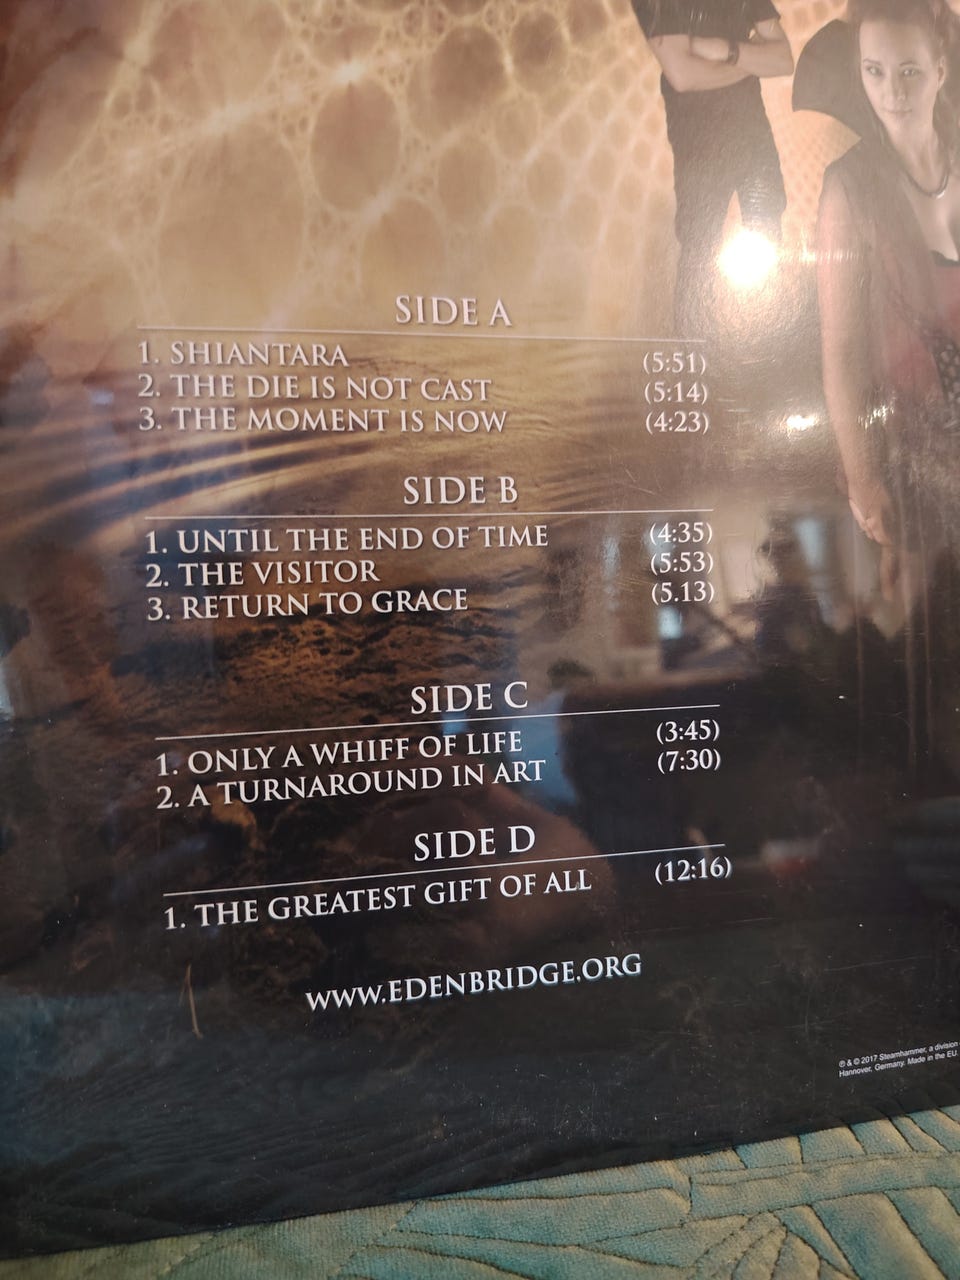 SIDE A
1. SHIANTARA (5:51)
2. THE DIE IS NOT CAST (5:14)
3. THE MOMENT IS NOW (4:23)
SIDE B
1. UNTIL THE END OF TIME (4:35)
2. THE VISITOR (5:53)
3. RETURN TO GRACE (5.13)
SIDE C
1. ONLY A WHIFF OF LIFE (3:45)
2. A TURNAROUND IN ART (7:30)
SIDE D
1. THE GREATEST GIFT OF ALL (12:16)
WWW.EDENBRIDGE.ORG
℗ & © 2017 Steamhammer, a division
Hannover, Germany. Made in the EU.